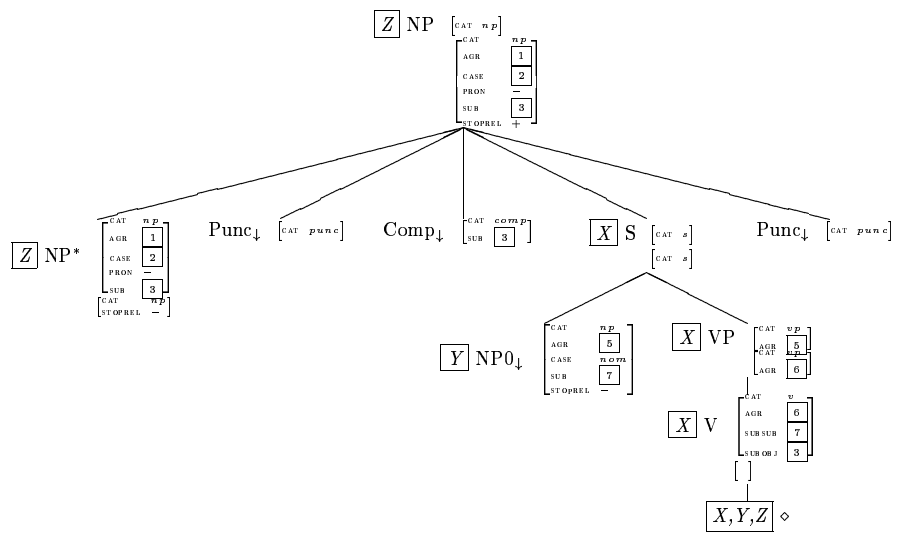 Z NP [CAT np]
CAT np
AGR 1
CASE 2
PRON −
SUB 3
STOPREL +
Z NP*
CAT np
AGR 1
CASE 2
PRON −
SUB 3
CAT np
STOPREL −
Punc↓ [CAT punc]
Comp↓
CAT comp
SUB 3
X S [CAT s]
[CAT s]
Punc↓ [CAT punc]
Y NP0↓
CAT np
AGR 5
CASE nom
SUB 7
STOPREL −
X VP
CAT vp
AGR 5
CAT vp
AGR 6
X V
CAT v
AGR 6
SUBSUB 7
SUBOBJ 3
[ ]
X,Y,Z ⋄